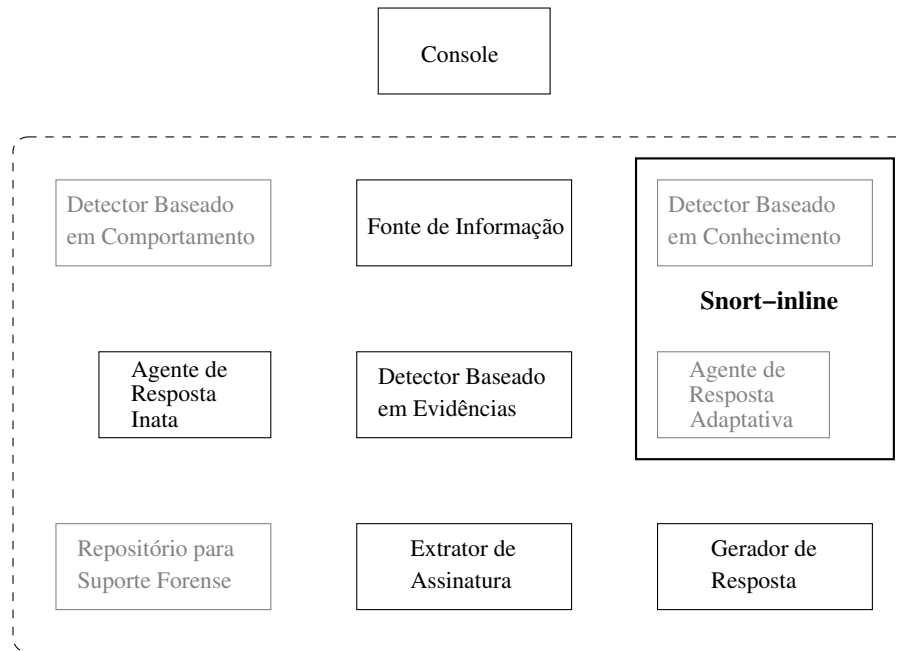 Console
Detector Baseado
em Comportamento
Fonte de Informação
Detector Baseado
em Conhecimento
Snort−inline
Agente de
Resposta
Inata
Detector Baseado
em Evidências
Agente de
Resposta
Adaptativa
Repositório para
Suporte Forense
Extrator de
Assinatura
Gerador de
Resposta